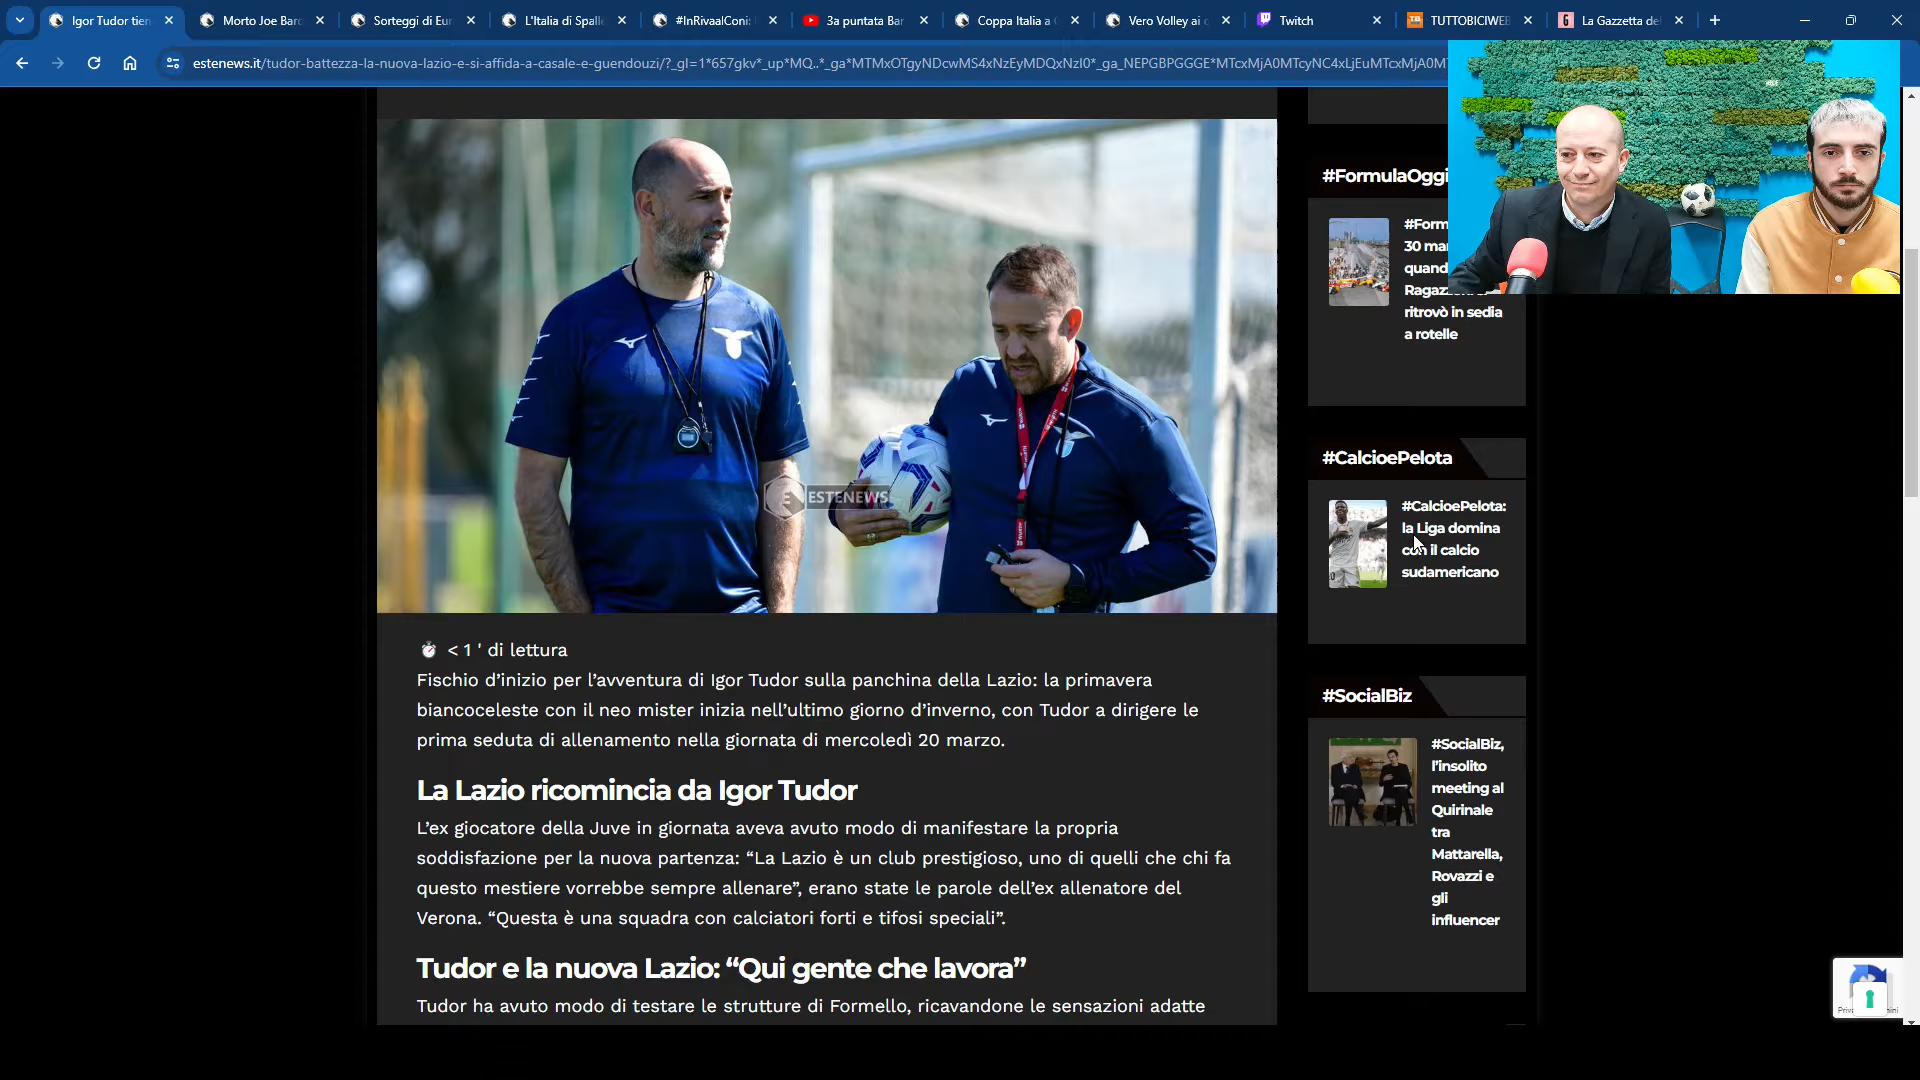 Igor Tudor tien
Morto Joe Baro
Sorteggi di Eur
L'Italia di Spalle
#InRivaalConi:
3a puntata Bar
Coppa Italia a
Vero Volley ai
Twitch
TUTTOBICIWE
La Gazzetta de
estenews.it/tudor-battezza-la-nuova-lazio-e-si-affida-a-casale-e-guendouzi/?_gl=1*657gkv*_up*MQ..*_ga*MTMxOTgyNDcwMS4xNzEyMDQxNzI0*_ga_NEPGBPGGGE*MTcxMjA0MTcyNC4xLjEuMTcxMjA0MT
ESTENEWS
⏱ < 1 ' di lettura
Fischio d'inizio per l'avventura di Igor Tudor sulla panchina della Lazio: la primavera
biancoceleste con il neo mister inizia nell'ultimo giorno d'inverno, con Tudor a dirigere le
prima seduta di allenamento nella giornata di mercoledì 20 marzo.
La Lazio ricomincia da Igor Tudor
L'ex giocatore della Juve in giornata aveva avuto modo di manifestare la propria
soddisfazione per la nuova partenza: “La Lazio è un club prestigioso, uno di quelli che chi fa
questo mestiere vorrebbe sempre allenare”, erano state le parole dell'ex allenatore del
Verona. “Questa è una squadra con calciatori forti e tifosi speciali”.
Tudor e la nuova Lazio: “Qui gente che lavora”
Tudor ha avuto modo di testare le strutture di Formello, ricavandone le sensazioni adatte
#FormulaOggi
#Form
30 mar
quand
Ragaz
ritrovò in sedia
a rotelle
#CalcioePelota
#CalcioePelota:
la Liga domina
con il calcio
sudamericano
#SocialBiz
#SocialBiz,
l'insolito
meeting al
Quirinale
tra
Mattarella,
Rovazzi e
gli
influencer